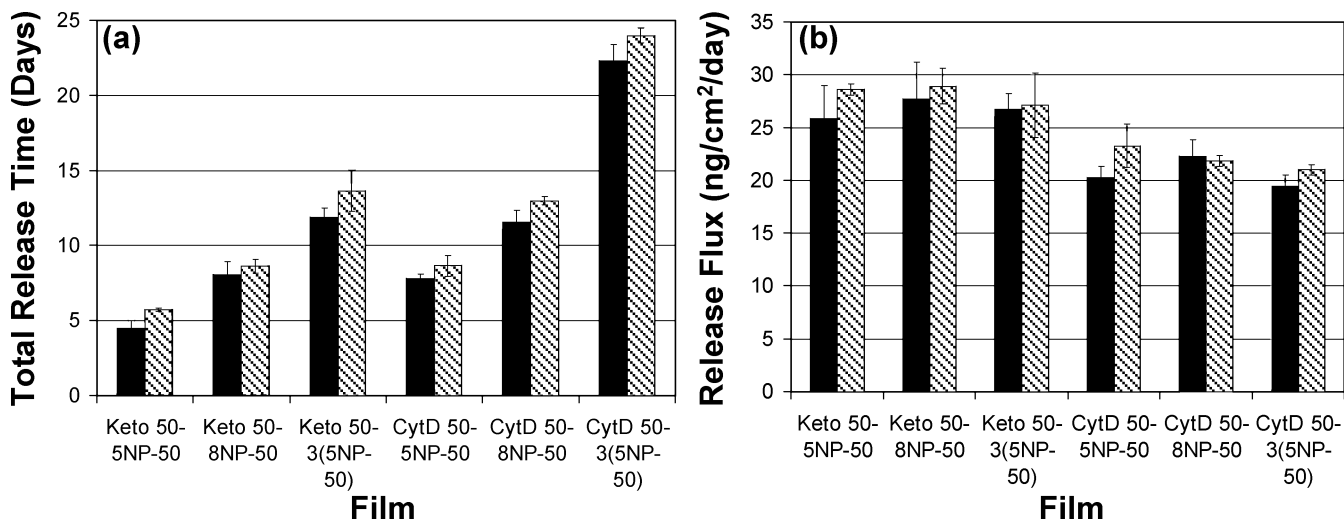 (a)
Total Release Time (Days)
25
20
15
10
5
0
Keto 50-
5NP-50
Keto 50-
8NP-50
Keto 50-
3(5NP-
50)
CytD 50-
5NP-50
CytD 50-
8NP-50
CytD 50-
3(5NP-
50)
Film
(b)
Release Flux (ng/cm²/day)
35
30
25
20
15
10
5
0
Keto 50-
5NP-50
Keto 50-
8NP-50
Keto 50-
3(5NP-
50)
CytD 50-
5NP-50
CytD 50-
8NP-50
CytD 50-
3(5NP-50)
Film